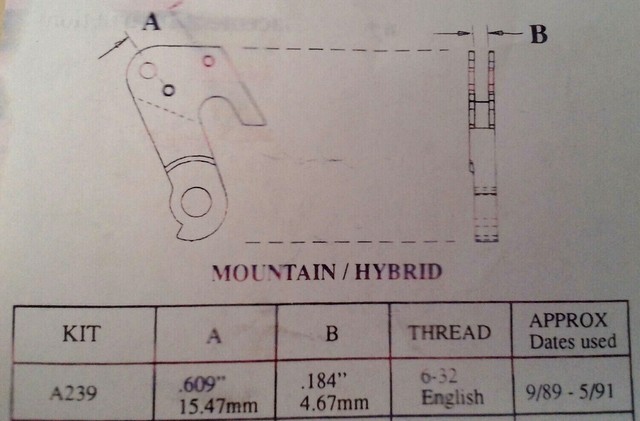 A
B
MOUNTAIN / HYBRID
KIT A B THREAD APPROX Dates used
A239 .609” 15.47mm .184” 4.67mm 6-32 English 9/89 - 5/91